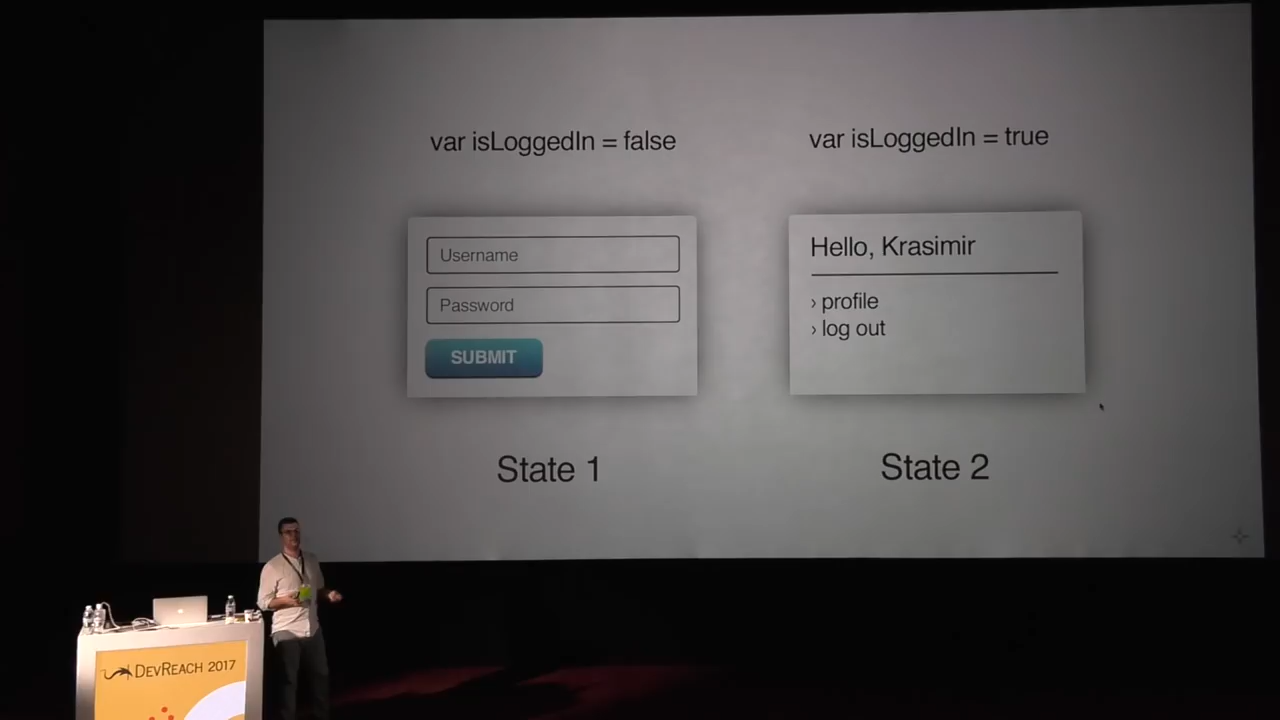 var isLoggedIn = false
var isLoggedIn = true
Username
Password
SUBMIT
Hello, Krasimir
› profile
› log out
State 1
State 2
DEVREACH 2017